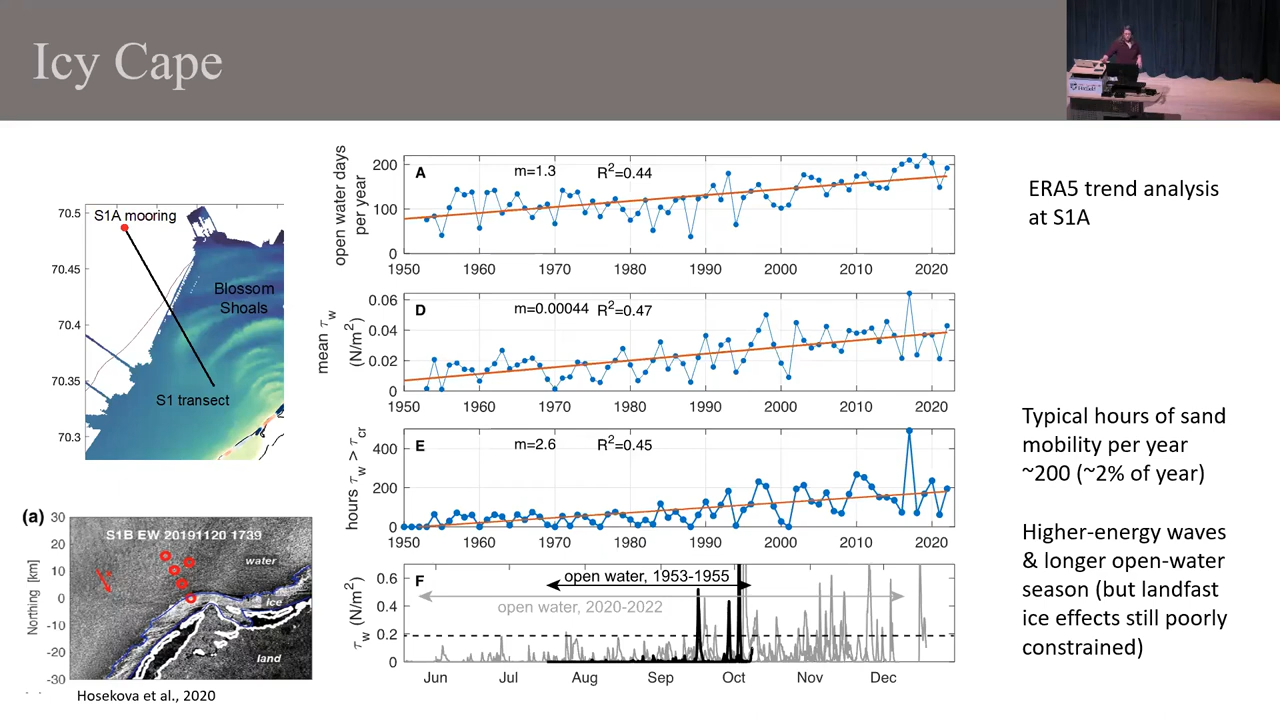 Icy Cape
S1A mooring
70.5
70.45
70.4
70.35
70.3
Blossom
Shoals
S1 transect
(a)
S1B EW 20191120 1739
water
ice
land
Northing [km]
30
20
10
0
-10
-20
-30
Hosekova et al., 2020
open water days
per year
200
100
0
A
m=1.3
R²=0.44
1950 1960 1970 1980 1990 2000 2010 2020
mean τw
(N/m²)
0.06
0.04
0.02
0
D
m=0.00044
R²=0.47
1950 1960 1970 1980 1990 2000 2010 2020
hours τw > τcr
400
200
0
E
m=2.6
R²=0.45
1950 1960 1970 1980 1990 2000 2010 2020
τw (N/m²)
0.6
0.4
0.2
0
F
open water, 1953-1955
open water, 2020-2022
Jun Jul Aug Sep Oct Nov Dec
ERA5 trend analysis
at S1A
Typical hours of sand
mobility per year
~200 (~2% of year)
Higher-energy waves
& longer open-water
season (but landfast
ice effects still poorly
constrained)